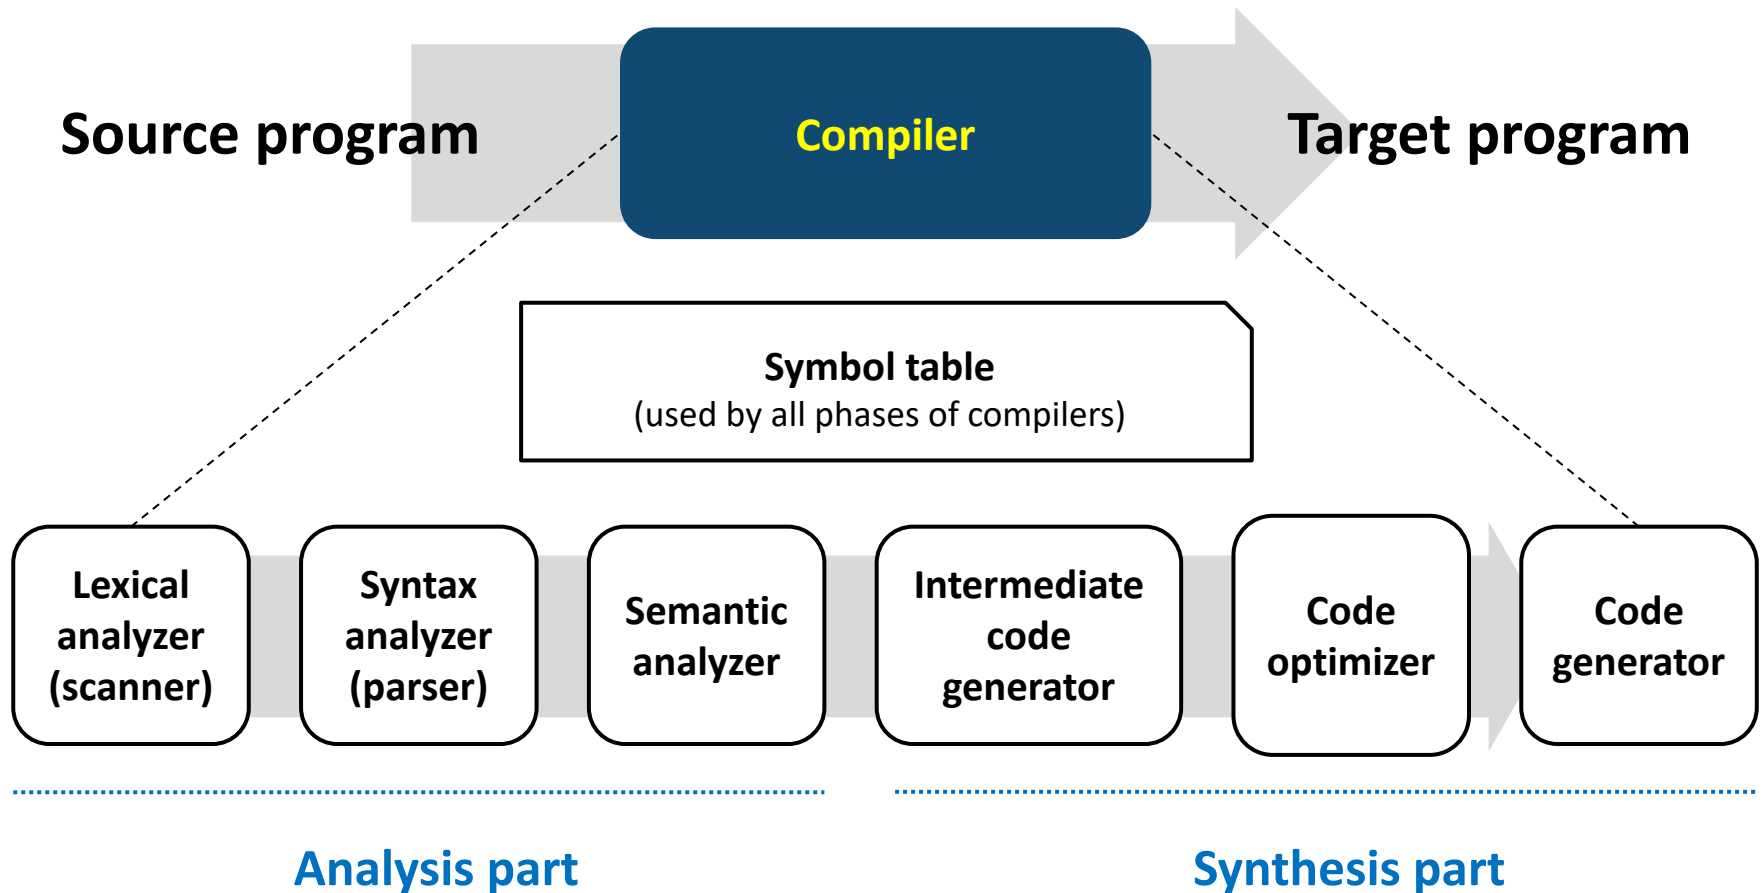 Source program
Compiler
Target program
Symbol table
(used by all phases of compilers)
Lexical
analyzer
(scanner)
Syntax
analyzer
(parser)
Semantic
analyzer
Intermediate
code
generator
Code
optimizer
Code
generator
Analysis part
Synthesis part